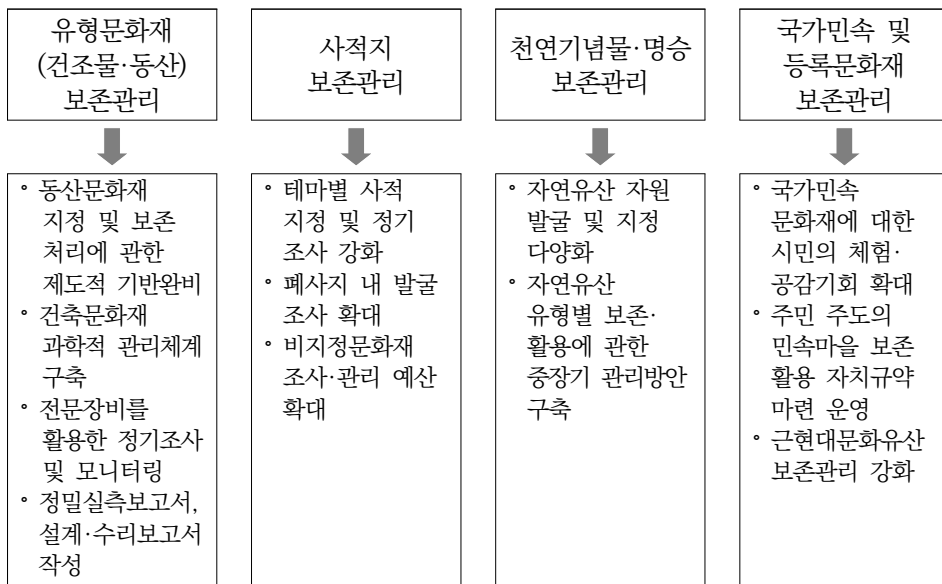 유형문화재
(건조물·동산)
보존관리
사적지
보존관리
천연기념물·명승
보존관리
국가민속 및
등록문화재
보존관리
° 동산문화재
지정 및 보존
처리에 관한
제도적 기반완비
° 건축문화재
과학적 관리체계
구축
° 전문장비를
활용한 정기조사
및 모니터링
° 정밀실측보고서,
설계·수리보고서
작성
° 테마별 사적
지정 및 정기
조사 강화
° 폐사지 내 발굴
조사 확대
° 비지정문화재
조사·관리 예산
확대
° 자연유산 자원
발굴 및 지정
다양화
° 자연유산
유형별 보존·
활용에 관한
중장기 관리방안
구축
° 국가민속
문화재에 대한
시민의 체험·
공감기회 확대
° 주민 주도의
민속마을 보존
활용 자치규약
마련 운영
° 근현대문화유산
보존관리 강화